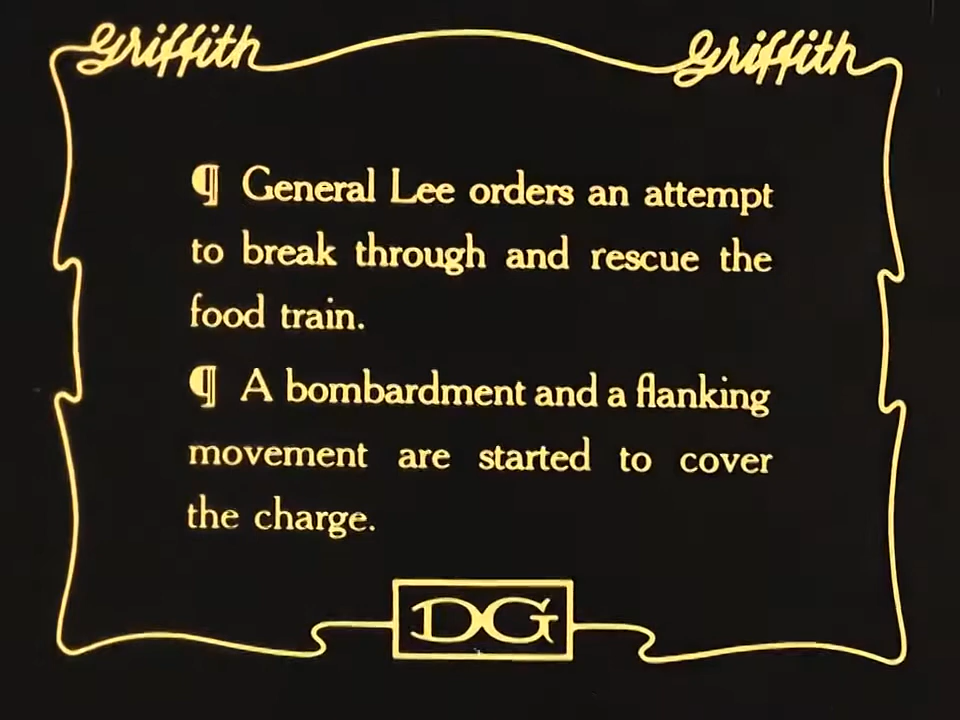 Griffith Griffith
¶ General Lee orders an attempt
to break through and rescue the
food train.
¶ A bombardment and a flanking
movement are started to cover
the charge.
DG